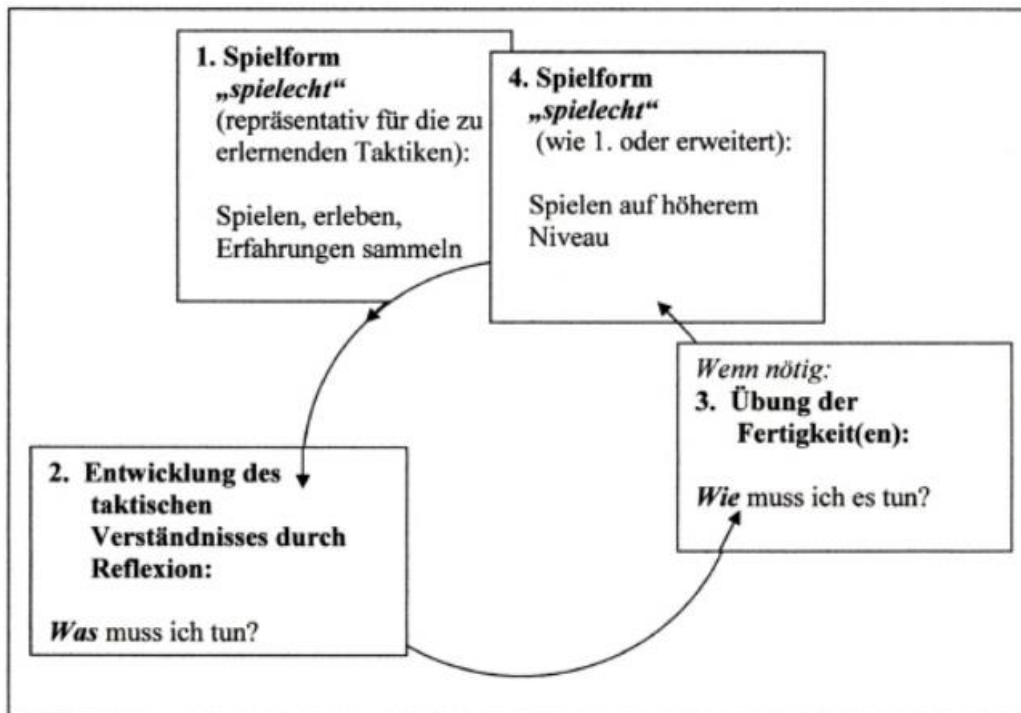 1. Spielform
„spielecht“
(repräsentativ für die zu
erlernenden Taktiken):
Spielen, erleben,
Erfahrungen sammeln
4. Spielform
„spielecht“
(wie 1. oder erweitert):
Spielen auf höherem
Niveau
Wenn nötig:
3. Übung der
Fertigkeit(en):
Wie muss ich es tun?
2. Entwicklung des
taktischen
Verständnisses durch
Reflexion:
Was muss ich tun?